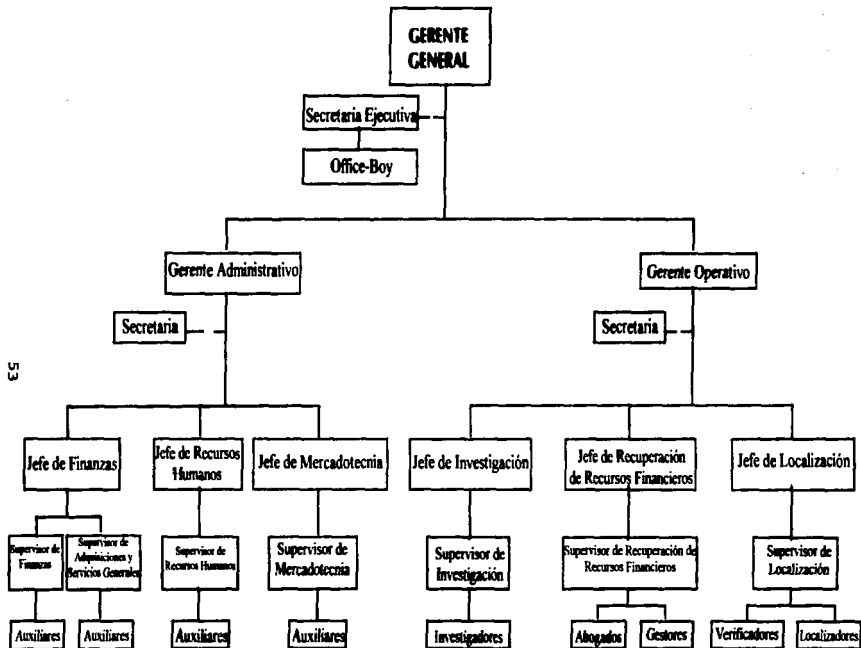 GERENTE
GENERAL
Secretaria Ejecutiva
Office-Boy
Gerente Administrativo
Gerente Operativo
Secretaria
Secretaria
53
Jefe de Finanzas
Jefe de Recursos
Humanos
Jefe de Mercadotecnia
Jefe de Investigación
Jefe de Recuperación
de Recursos Financieros
Jefe de Localización
Supervisor de
Finanzas
Supervisor de
Adquisiciones y
Servicios Generales
Supervisor de
Recursos Humanos
Supervisor de
Mercadotecnia
Supervisor de
Investigación
Supervisor de Recuperación de
Recursos Financieros
Supervisor de
Localización
Auxiliares
Auxiliares
Auxiliares
Auxiliares
Investigadores
Abogados
Gestores
Verificadores
Localizadores